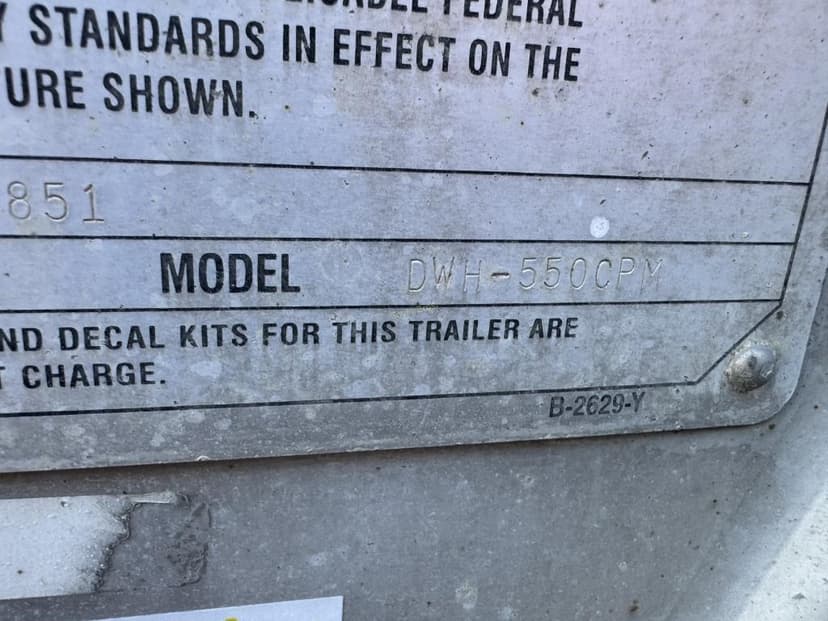 FEDERAL
Y STANDARDS IN EFFECT ON THE
URE SHOWN.
851
MODEL DWH-550CPM
ND DECAL KITS FOR THIS TRAILER ARE
T CHARGE.
B-2629-Y